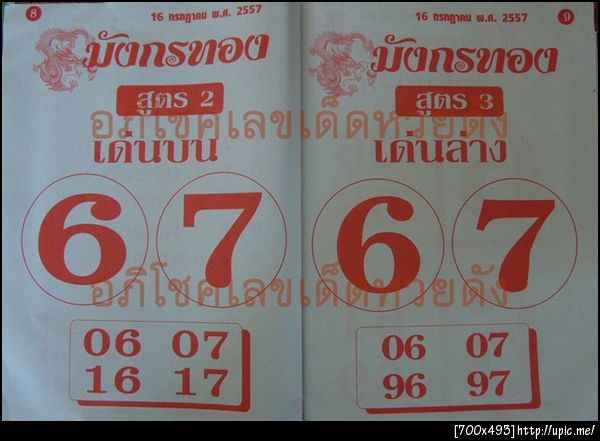 8
16 กรกฎาคม พ.ศ. 2557
มังกรทอง
สูตร 2
เด่นบน
6 7
06 07
16 17
16 กรกฎาคม พ.ศ. 2557
9
มังกรทอง
สูตร 3
เด่นล่าง
6 7
06 07
96 97
อภิโชคเลขเด็ดหวยดัง
อภิโชคเลขเด็ดหวยดัง
[700x493]http://upic.me/